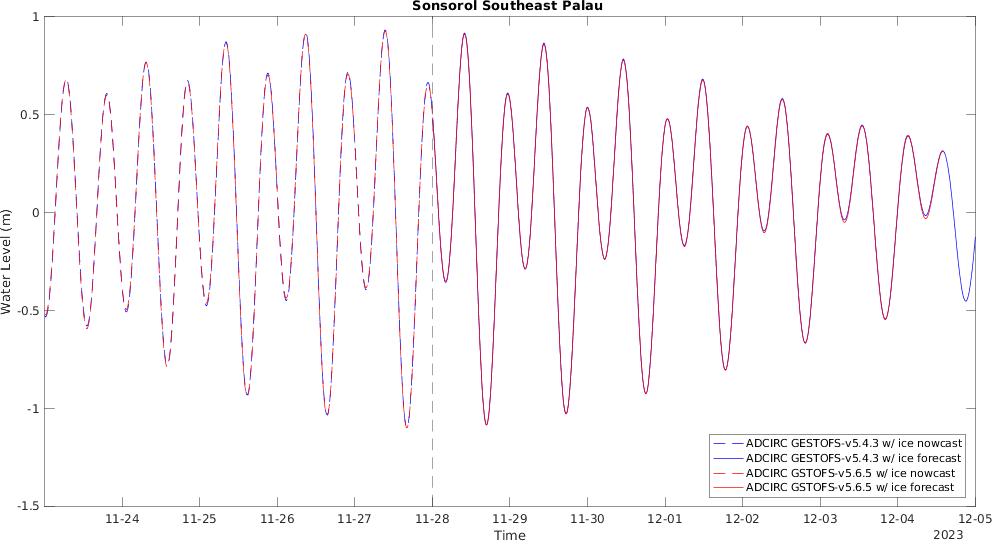 Sonsorol Southeast Palau
1
0.5
0
-0.5
-1
-1.5
Water Level (m)
ADCIRC GESTOFS-v5.4.3 w/ ice nowcast
ADCIRC GESTOFS-v5.4.3 w/ ice forecast
ADCIRC GSTOFS-v5.6.5 w/ ice nowcast
ADCIRC GSTOFS-v5.6.5 w/ ice forecast
11-24 11-25 11-26 11-27 11-28 11-29 11-30 12-01 12-02 12-03 12-04 12-05
Time
2023